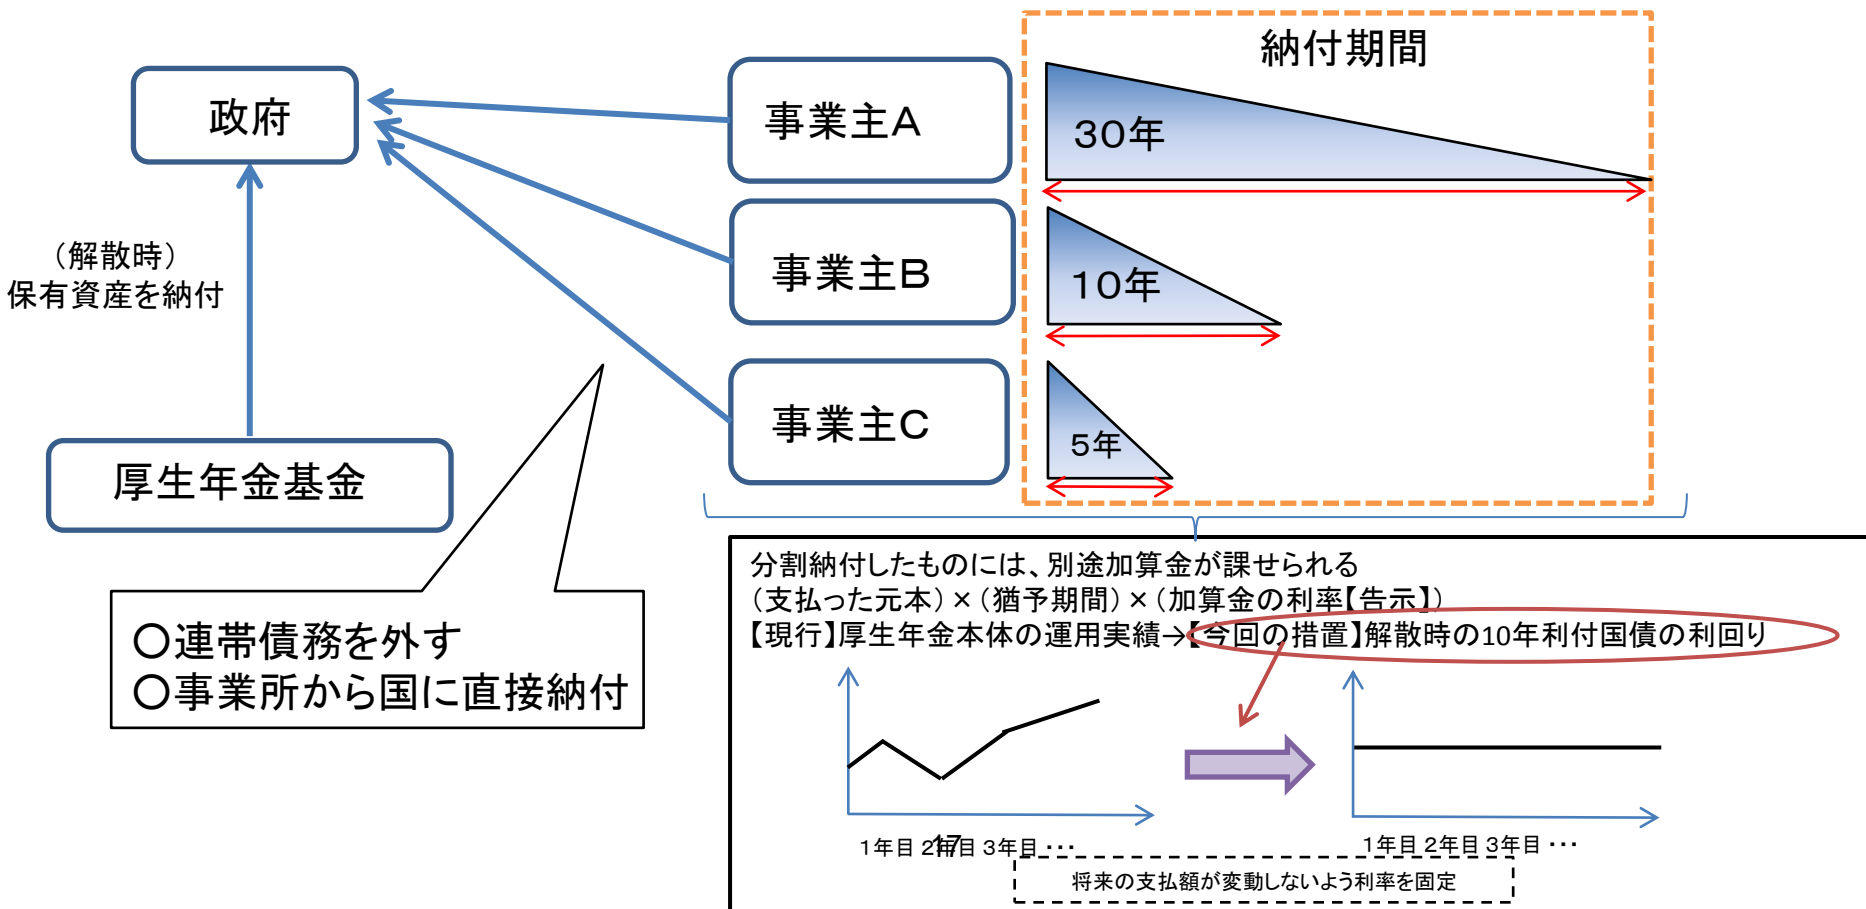 納付期間
政府
事業主A
30年
(解散時)
保有資産を納付
事業主B
10年
事業主C
5年
厚生年金基金
○連帯債務を外す
○事業所から国に直接納付
分割納付したものには、別途加算金が課せられる
(支払った元本)×(猶予期間)×(加算金の利率【告示】)
【現行】厚生年金本体の運用実績→【今回の措置】解散時の10年利付国債の利回り
1年目 2年目 3年目 ・・・
17
1年目 2年目 3年目 ・・・
将来の支払額が変動しないよう利率を固定